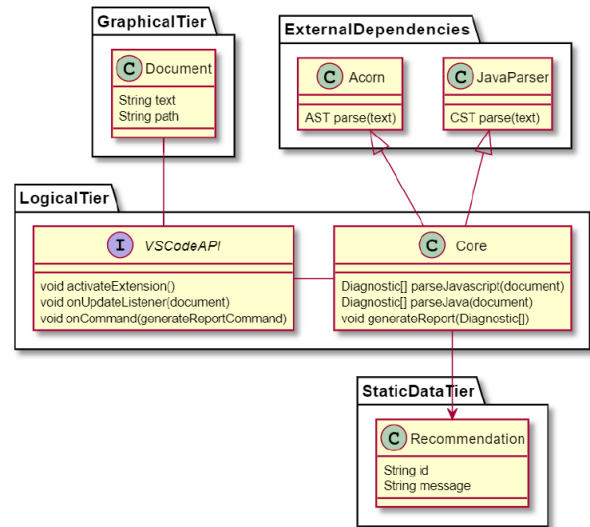 GraphicalTier
C Document
String text
String path
ExternalDependencies
C Acorn
AST parse(text)
C JavaParser
CST parse(text)
LogicalTier
I VSCodeAPI
void activateExtension()
void onUpdateListener(document)
void onCommand(generateReportCommand)
C Core
Diagnostic[] parseJavascript(document)
Diagnostic[] parseJava(document)
void generateReport(Diagnostic[])
StaticDataTier
C Recommendation
String id
String message